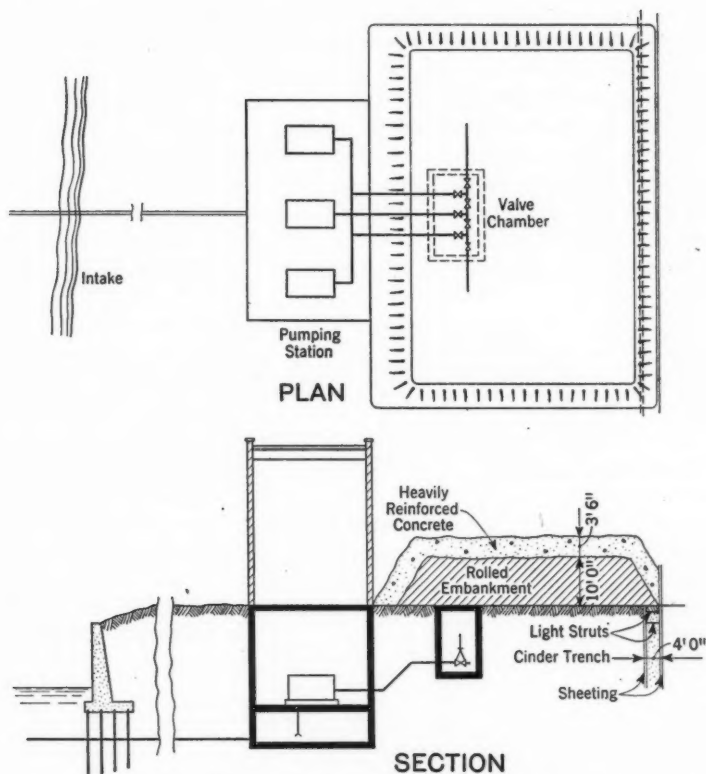 Intake
Valve
Chamber
Pumping
Station
PLAN
Heavily
Reinforced
Concrete
3'6"
Rolled
Embankment
10'0"
Light Struts
4'0"
Cinder Trench
Sheeting
SECTION